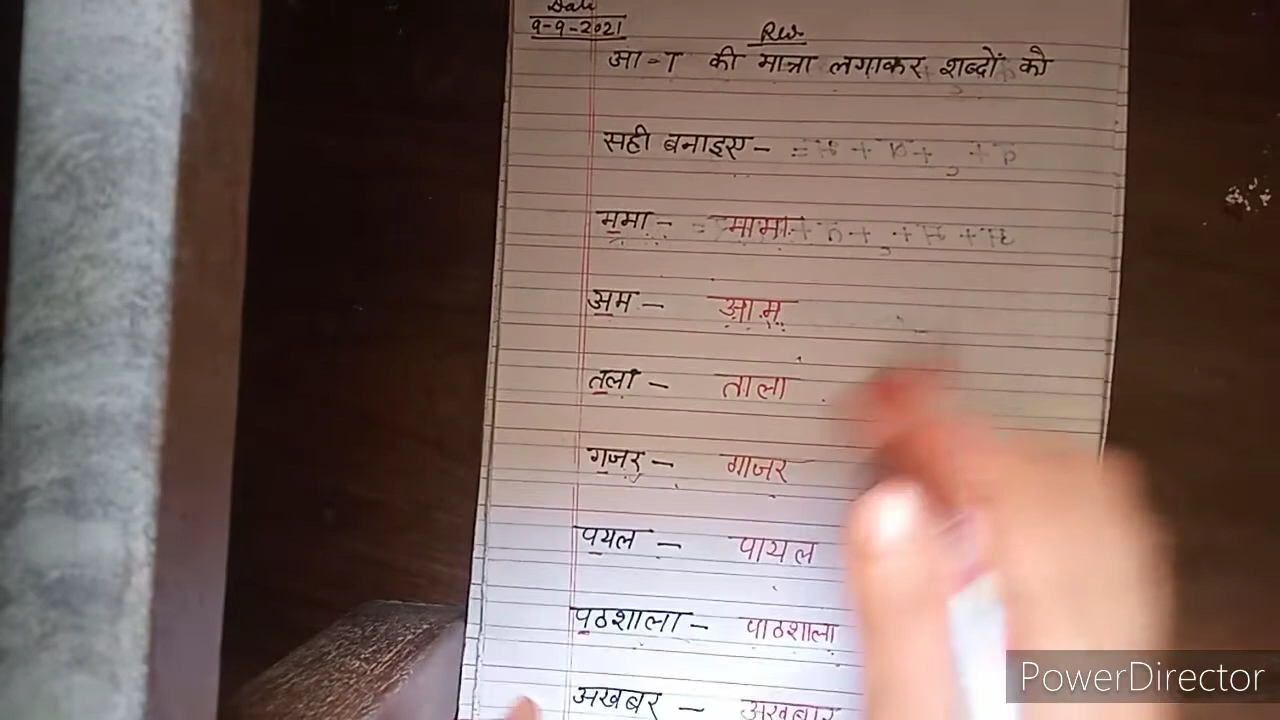 Date
9-9-2021
आ - ा की मात्रा लगाकर शब्दों को
सही बनाइए -
ममा - मामा
अम - आम
तला - ताला
गजर - गाजर
पयल - पायल
पठशाला - पाठशाला
अखबर - अखबार
PowerDirector